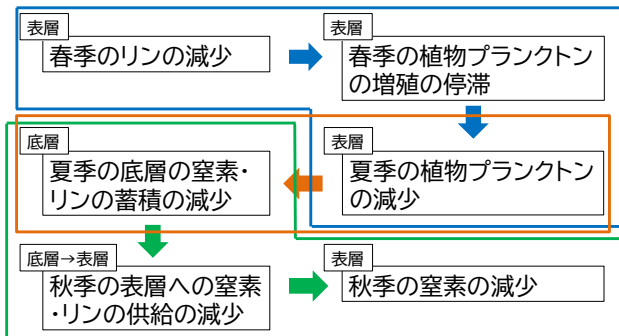 表層
春季のリンの減少
表層
春季の植物プランクトン
の増殖の停滞
底層
夏季の底層の窒素・
リンの蓄積の減少
表層
夏季の植物プランクトン
の減少
底層→表層
秋季の表層への窒素
・リンの供給の減少
表層
秋季の窒素の減少